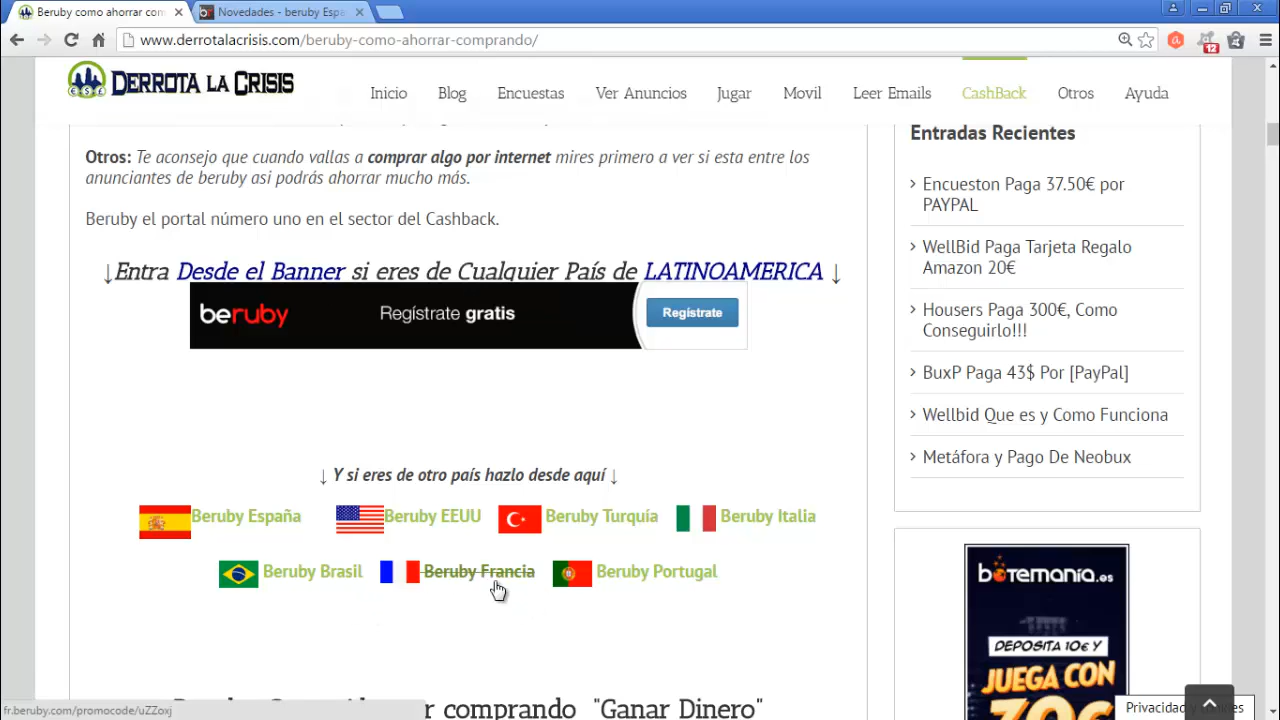 Beruby como ahorrar com
Novedades - beruby Espa
www.derrotalacrisis.com/beruby-como-ahorrar-comprando/
12
DERROTA LA CRISIS
Inicio Blog Encuestas Ver Anuncios Jugar Movil Leer Emails CashBack Otros Ayuda
Otros: Te aconsejo que cuando vallas a comprar algo por internet mires primero a ver si esta entre los
anunciantes de beruby asi podrás ahorrar mucho más.
Beruby el portal número uno en el sector del Cashback.
↓Entra Desde el Banner si eres de Cualquier País de LATINOAMERICA ↓
beruby Regístrate gratis Regístrate
↓ Y si eres de otro país hazlo desde aquí ↓
Beruby España Beruby EEUU Beruby Turquía Beruby Italia
Beruby Brasil Beruby Francia Beruby Portugal
comprando "Ganar Dinero"
Entradas Recientes
Encueston Paga 37.50€ por
PAYPAL
WellBid Paga Tarjeta Regalo
Amazon 20€
Housers Paga 300€, Como
Conseguirlo!!!
BuxP Paga 43$ Por [PayPal]
Wellbid Que es y Como Funciona
Metáfora y Pago De Neobux
botemanía.es
DEPOSITA 10€ Y
JUEGA CON
Privacidad y
fr.beruby.com/promocode/uZZoxj